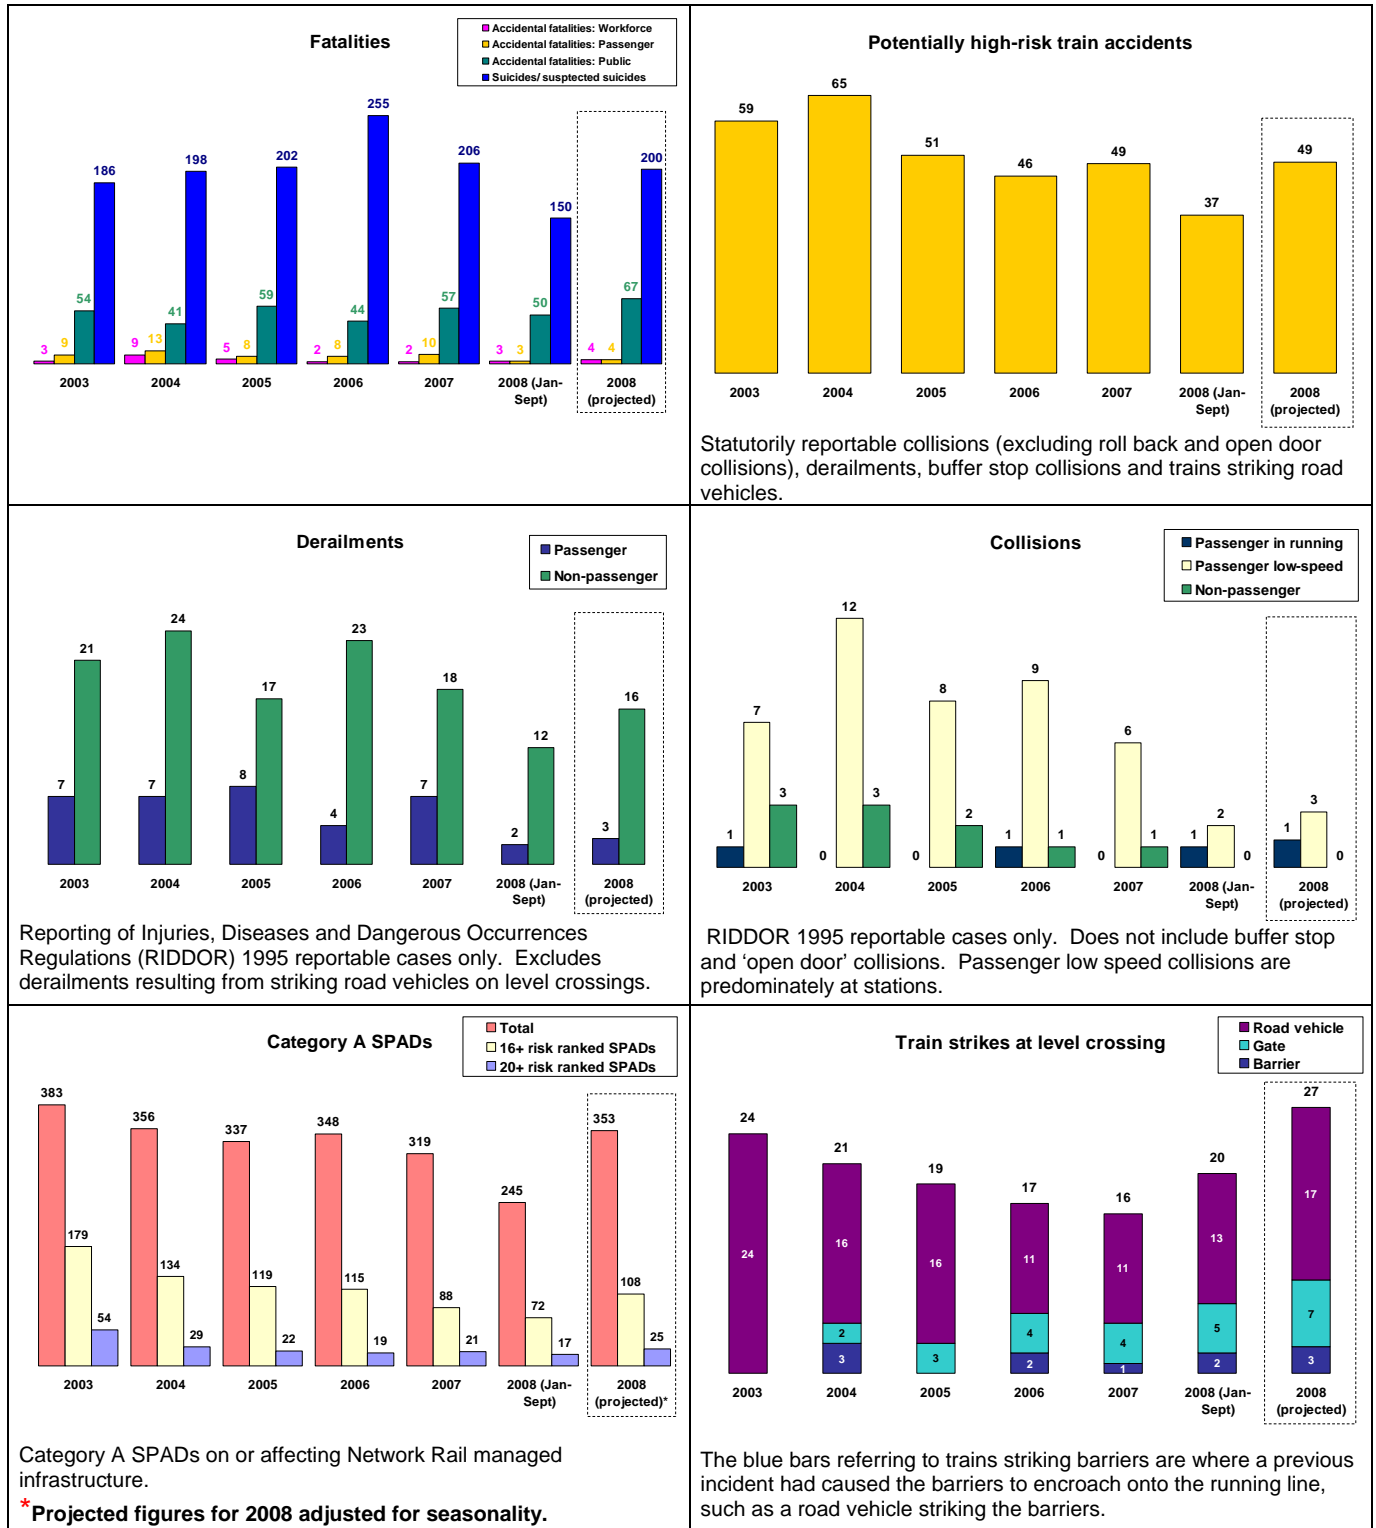 Fatalities
Accidental fatalities: Workforce
Accidental fatalities: Passenger
Accidental fatalities: Public
Suicides/ susptected suicides
255
186
198
202
206
200
150
54
41
59
44
57
50
67
3
9
9
13
5
8
2
8
2
10
3
3
4
4
2003
2004
2005
2006
2007
2008 (Jan-
Sept)
2008
(projected)
Potentially high-risk train accidents
59
65
51
46
49
37
49
2003
2004
2005
2006
2007
2008 (Jan-
Sept)
2008
(projected)
Statutorily reportable collisions (excluding roll back and open door
collisions), derailments, buffer stop collisions and trains striking road
vehicles.
Derailments
Passenger
Non-passenger
7
21
7
24
8
17
4
23
7
18
2
12
3
16
2003
2004
2005
2006
2007
2008 (Jan-
Sept)
2008
(projected)
Reporting of Injuries, Diseases and Dangerous Occurrences
Regulations (RIDDOR) 1995 reportable cases only.  Excludes
derailments resulting from striking road vehicles on level crossings.
Collisions
Passenger in running
Passenger low-speed
Non-passenger
1
7
3
0
12
3
0
8
2
1
9
1
0
6
1
1
2
0
1
3
0
2003
2004
2005
2006
2007
2008 (Jan-
Sept)
2008
(projected)
RIDDOR 1995 reportable cases only.  Does not include buffer stop
and ‘open door’ collisions.  Passenger low speed collisions are
predominately at stations.
Category A SPADs
Total
16+ risk ranked SPADs
20+ risk ranked SPADs
383
179
54
356
134
29
337
119
22
348
115
19
319
88
21
245
72
17
353
108
25
2003
2004
2005
2006
2007
2008 (Jan-
Sept)
2008
(projected)*
Category A SPADs on or affecting Network Rail managed
infrastructure.
*Projected figures for 2008 adjusted for seasonality.
Train strikes at level crossing
Road vehicle
Gate
Barrier
24
24
21
16
2
3
19
16
3
17
11
4
2
16
11
4
1
20
13
5
2
27
17
7
3
2003
2004
2005
2006
2007
2008 (Jan-
Sept)
2008
(projected)
The blue bars referring to trains striking barriers are where a previous
incident had caused the barriers to encroach onto the running line,
such as a road vehicle striking the barriers.